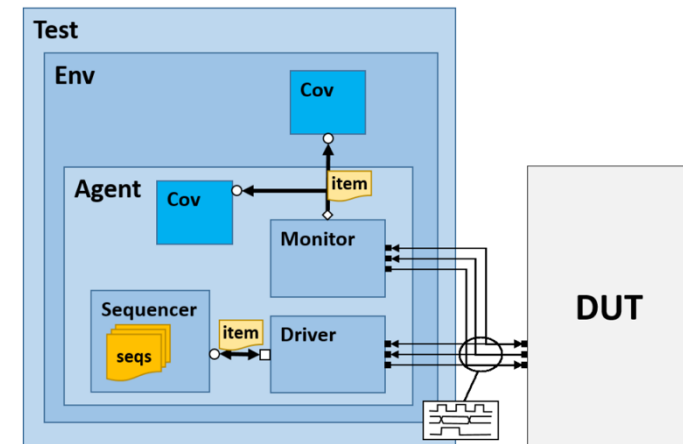 Test
Env
Cov
Agent
Cov
item
Monitor
DUT
Sequencer
seqs
item
Driver